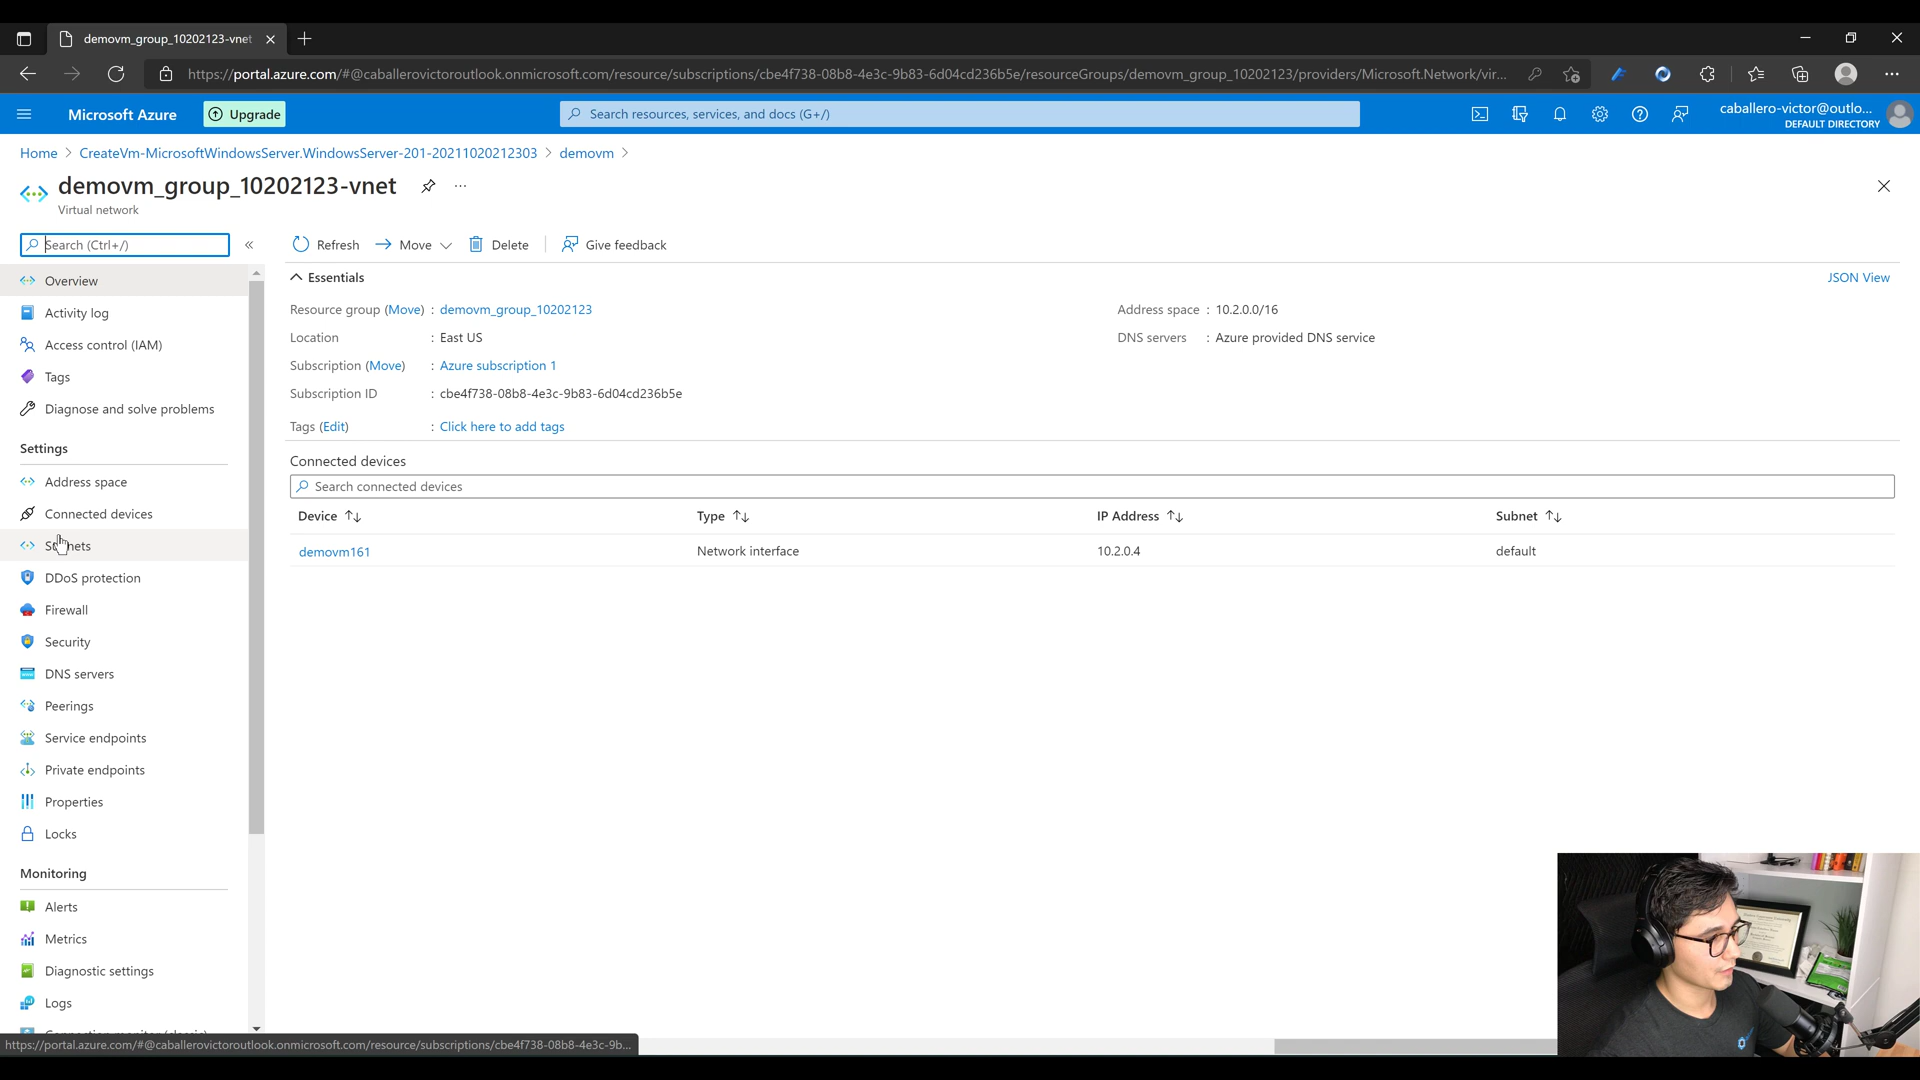 demovm_group_10202123-vnet
https://portal.azure.com/#@caballerovictoroutlook.onmicrosoft.com/resource/subscriptions/cbe4f738-08b8-4e3c-9b83-6d04cd236b5e/resourceGroups/demovm_group_10202123/providers/Microsoft.Network/vir...
Microsoft Azure
Upgrade
Search resources, services, and docs (G+/)
caballero-victor@outlo...
DEFAULT DIRECTORY
Home > CreateVm-MicrosoftWindowsServer.WindowsServer-201-20211020212303 > demovm >
demovm_group_10202123-vnet
Virtual network
Search (Ctrl+/)
Refresh
Move
Delete
Give feedback
Overview
Activity log
Access control (IAM)
Tags
Diagnose and solve problems
Settings
Address space
Connected devices
DDoS protection
Firewall
Security
DNS servers
Peerings
Service endpoints
Private endpoints
Properties
Locks
Monitoring
Alerts
Metrics
Diagnostic settings
Logs
Essentials
JSON View
Resource group (Move) : demovm_group_10202123
Location : East US
Subscription (Move) : Azure subscription 1
Subscription ID : cbe4f738-08b8-4e3c-9b83-6d04cd236b5e
Tags (Edit) : Click here to add tags
Address space : 10.2.0.0/16
DNS servers : Azure provided DNS service
Connected devices
Search connected devices
Device Type IP Address Subnet
demovm161 Network interface 10.2.0.4 default
https://portal.azure.com/#@caballerovictoroutlook.onmicrosoft.com/resource/subscriptions/cbe4f738-08b8-4e3c-9b...